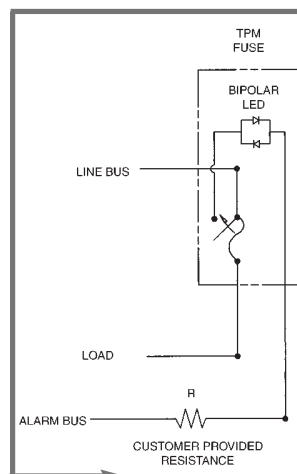 TPM
FUSE
BIPOLAR
LED
LINE BUS
LOAD
R
ALARM BUS
CUSTOMER PROVIDED
RESISTANCE